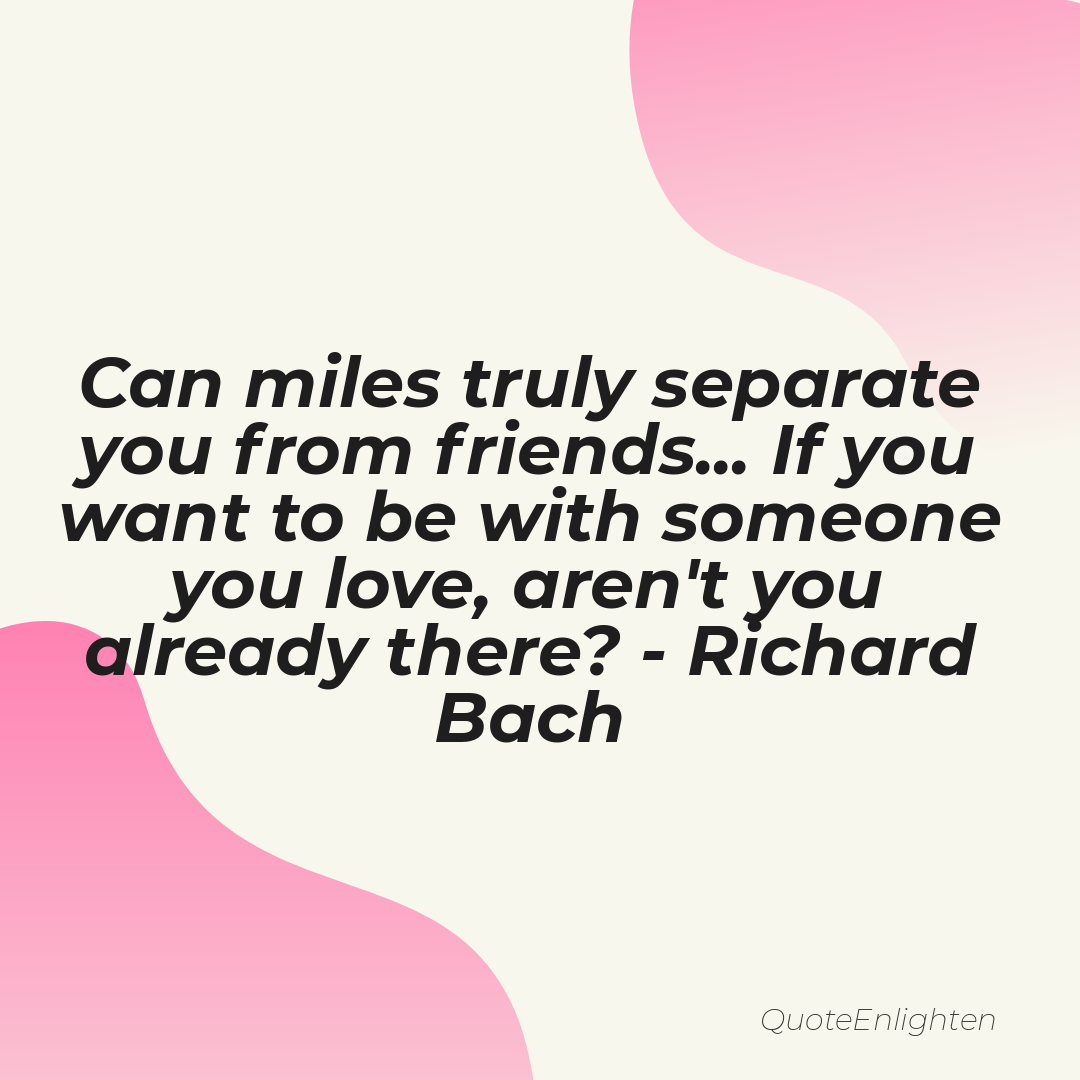 Can miles truly separate
you from friends... If you
want to be with someone
you love, aren't you
already there? - Richard
Bach
QuoteEnlighten